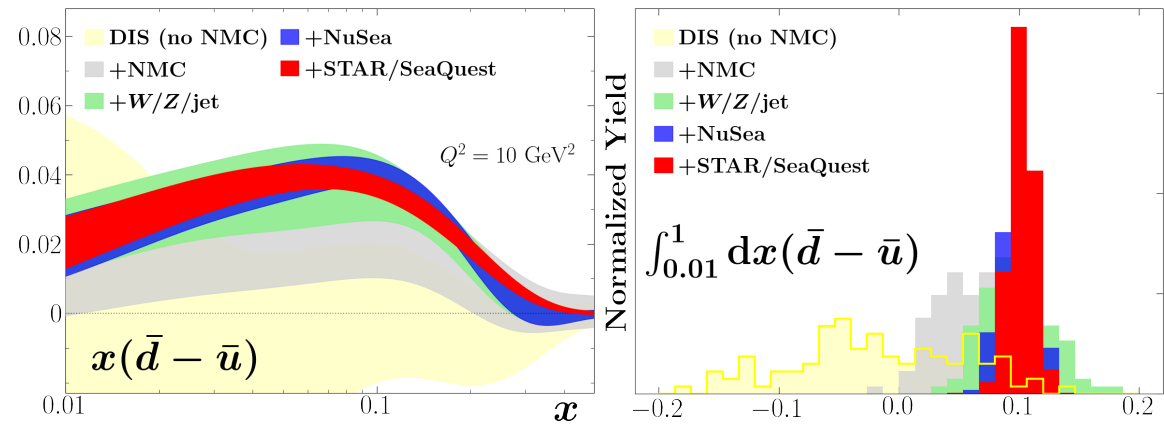 0.08
0.06
0.04
0.02
0
DIS (no NMC)
+NMC
+W/Z/jet
+NuSea
+STAR/SeaQuest
Q² = 10 GeV²
x(d̄ − ū)
0.01
0.1
x
Normalized Yield
DIS (no NMC)
+NMC
+W/Z/jet
+NuSea
+STAR/SeaQuest
∫₀.₀₁¹ dx(d̄ − ū)
−0.2
−0.1
0.0
0.1
0.2